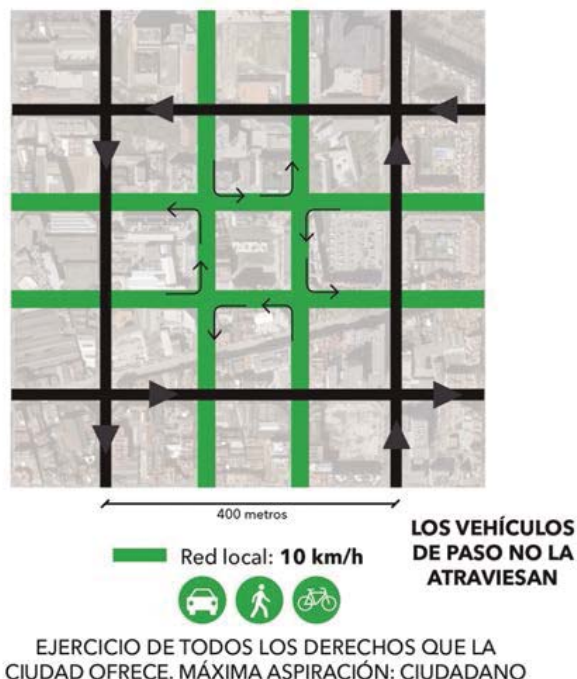 400 metros
LOS VEHÍCULOS
DE PASO NO LA
ATRAVIESAN
Red local: 10 km/h
EJERCICIO DE TODOS LOS DERECHOS QUE LA
CIUDAD OFRECE. MÁXIMA ASPIRACIÓN: CIUDADANO